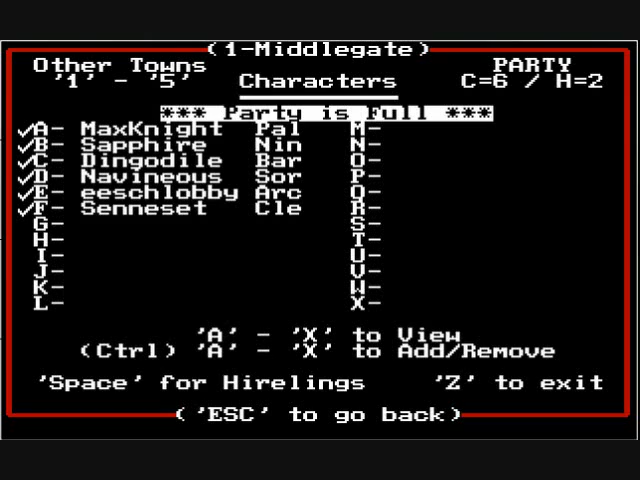 (1-Middlegate)
Other Towns PARTY
'1' - '5' Characters C=6 / H=2
*** Party is Full ***
A- MaxKnight Pal M-
B- Sapphire Nin N-
C- Dingodile Bar O-
D- Navineous Sor P-
E- eeschlobby Arc Q-
F- Senneset Cle R-
G- S-
H- T-
I- U-
J- V-
K- W-
L- X-
'A' - 'X' to View
(Ctrl) 'A' - 'X' to Add/Remove
'Space' for Hirelings 'Z' to exit
('ESC' to go back)